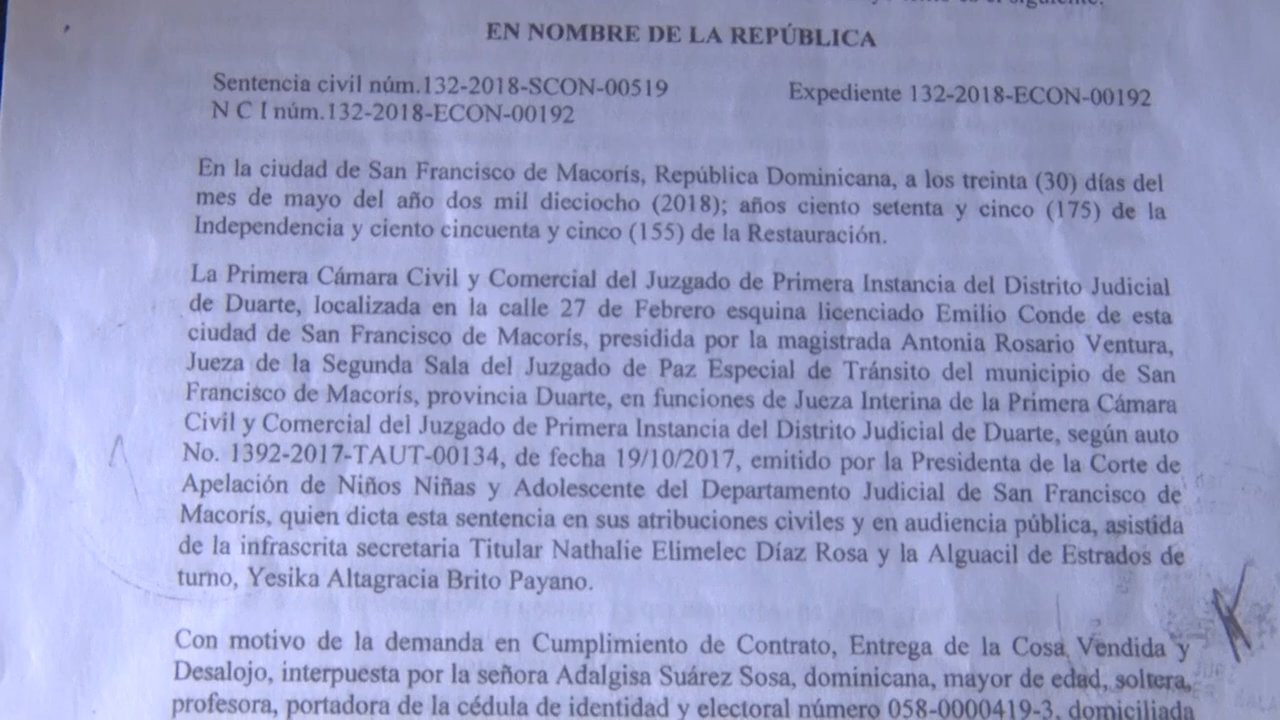 EN NOMBRE DE LA REPÚBLICA
Sentencia civil núm.132-2018-SCON-00519 Expediente 132-2018-ECON-00192
N C I núm.132-2018-ECON-00192
En la ciudad de San Francisco de Macorís, República Dominicana, a los treinta (30) días del
mes de mayo del año dos mil dieciocho (2018); años ciento setenta y cinco (175) de la
Independencia y ciento cincuenta y cinco (155) de la Restauración.
La Primera Cámara Civil y Comercial del Juzgado de Primera Instancia del Distrito Judicial
de Duarte, localizada en la calle 27 de Febrero esquina licenciado Emilio Conde de esta
ciudad de San Francisco de Macorís, presidida por la magistrada Antonia Rosario Ventura,
Jueza de la Segunda Sala del Juzgado de Paz Especial de Tránsito del municipio de San
Francisco de Macorís, provincia Duarte, en funciones de Jueza Interina de la Primera Cámara
Civil y Comercial del Juzgado de Primera Instancia del Distrito Judicial de Duarte, según auto
No. 1392-2017-TAUT-00134, de fecha 19/10/2017, emitido por la Presidenta de la Corte de
Apelación de Niños Niñas y Adolescente del Departamento Judicial de San Francisco de
Macorís, quien dicta esta sentencia en sus atribuciones civiles y en audiencia pública, asistida
de la infrascrita secretaria Titular Nathalie Elimelec Díaz Rosa y la Alguacil de Estrados de
turno, Yesika Altagracia Brito Payano.
Con motivo de la demanda en Cumplimiento de Contrato, Entrega de la Cosa Vendida y
Desalojo, interpuesta por la señora Adalgisa Suárez Sosa, dominicana, mayor de edad, soltera,
profesora, portadora de la cédula de identidad y electoral número 058-0000419-3, domiciliada